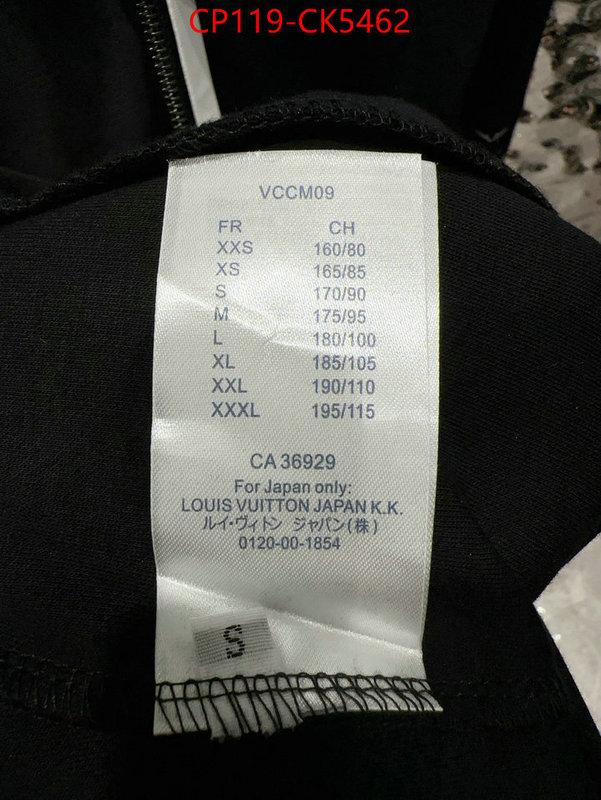 CP119-CK5462
VCCM09
FR CH
XXS 160/80
XS 165/85
S 170/90
M 175/95
L 180/100
XL 185/105
XXL 190/110
XXXL 195/115
CA 36929
For Japan only:
LOUIS VUITTON JAPAN K.K.
ルイ・ヴィトン ジャパン(株)
0120-00-1854
S